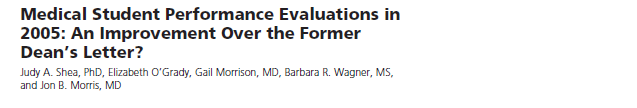 Medical Student Performance Evaluations in
2005: An Improvement Over the Former
Dean’s Letter?
Judy A. Shea, PhD, Elizabeth O’Grady, Gail Morrison, MD, Barbara R. Wagner, MS,
and Jon B. Morris, MD